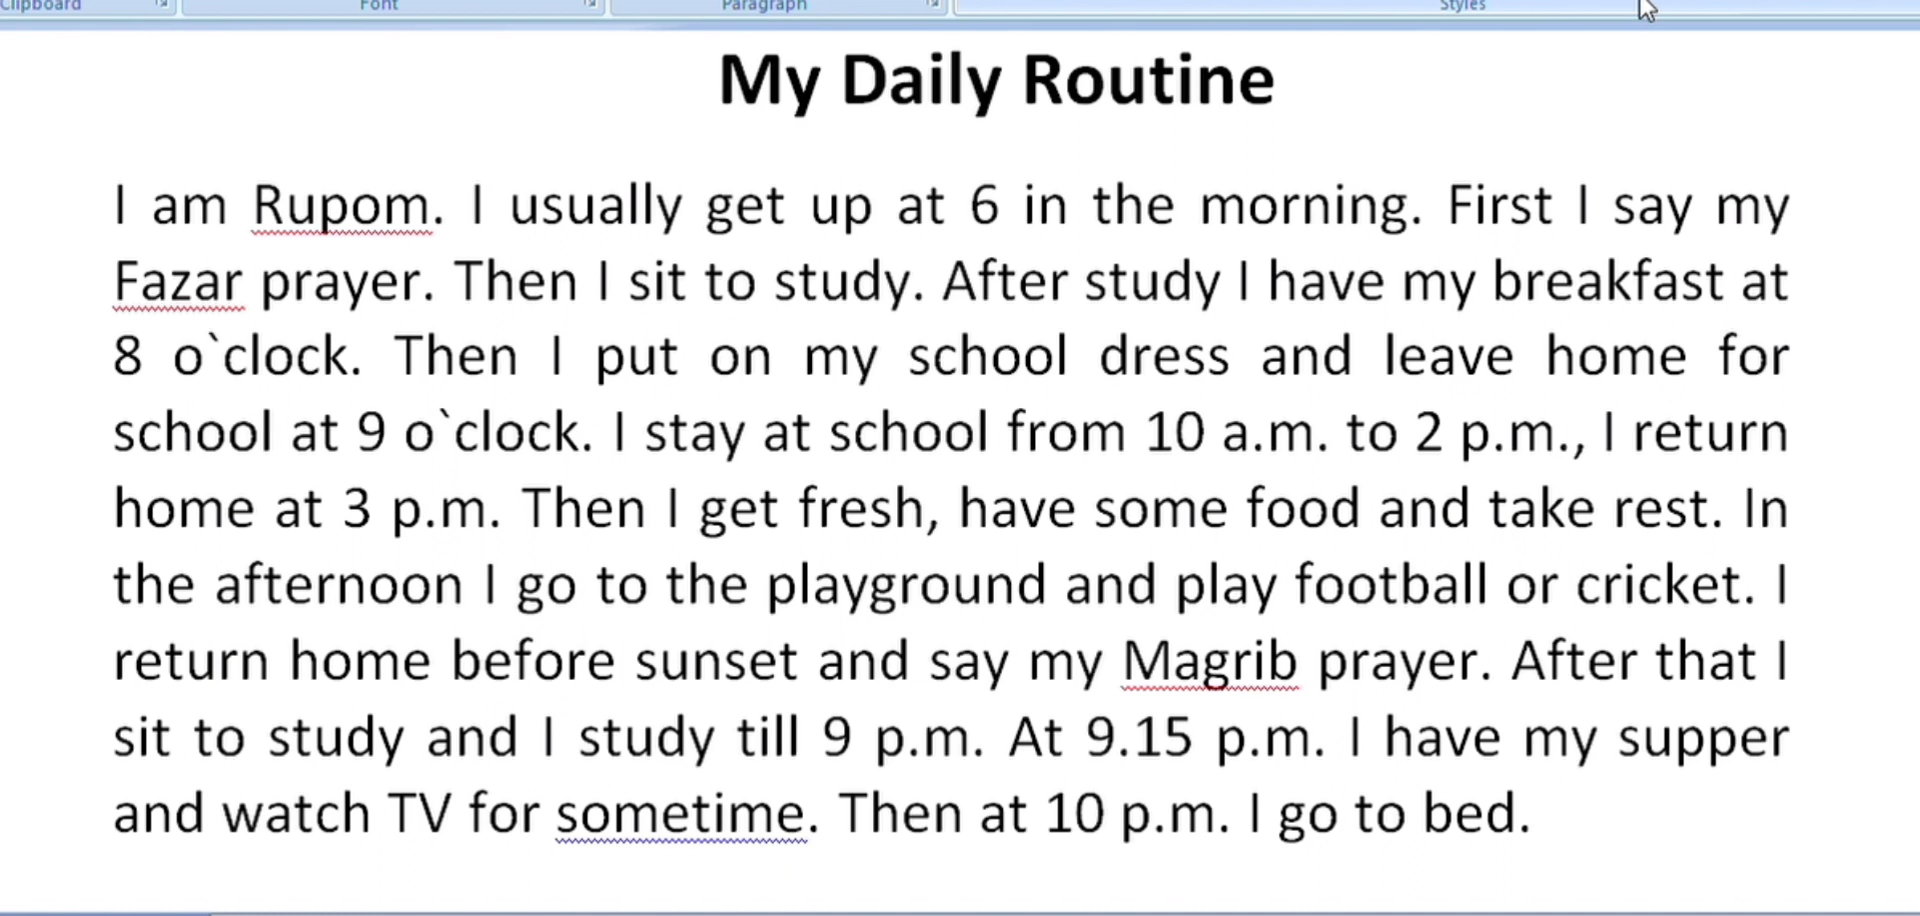 Clipboard Font Paragraph Styles
My Daily Routine
I am Rupom. I usually get up at 6 in the morning. First I say my
Fazar prayer. Then I sit to study. After study I have my breakfast at
8 o`clock. Then I put on my school dress and leave home for
school at 9 o`clock. I stay at school from 10 a.m. to 2 p.m., I return
home at 3 p.m. Then I get fresh, have some food and take rest. In
the afternoon I go to the playground and play football or cricket. I
return home before sunset and say my Magrib prayer. After that I
sit to study and I study till 9 p.m. At 9.15 p.m. I have my supper
and watch TV for sometime. Then at 10 p.m. I go to bed.